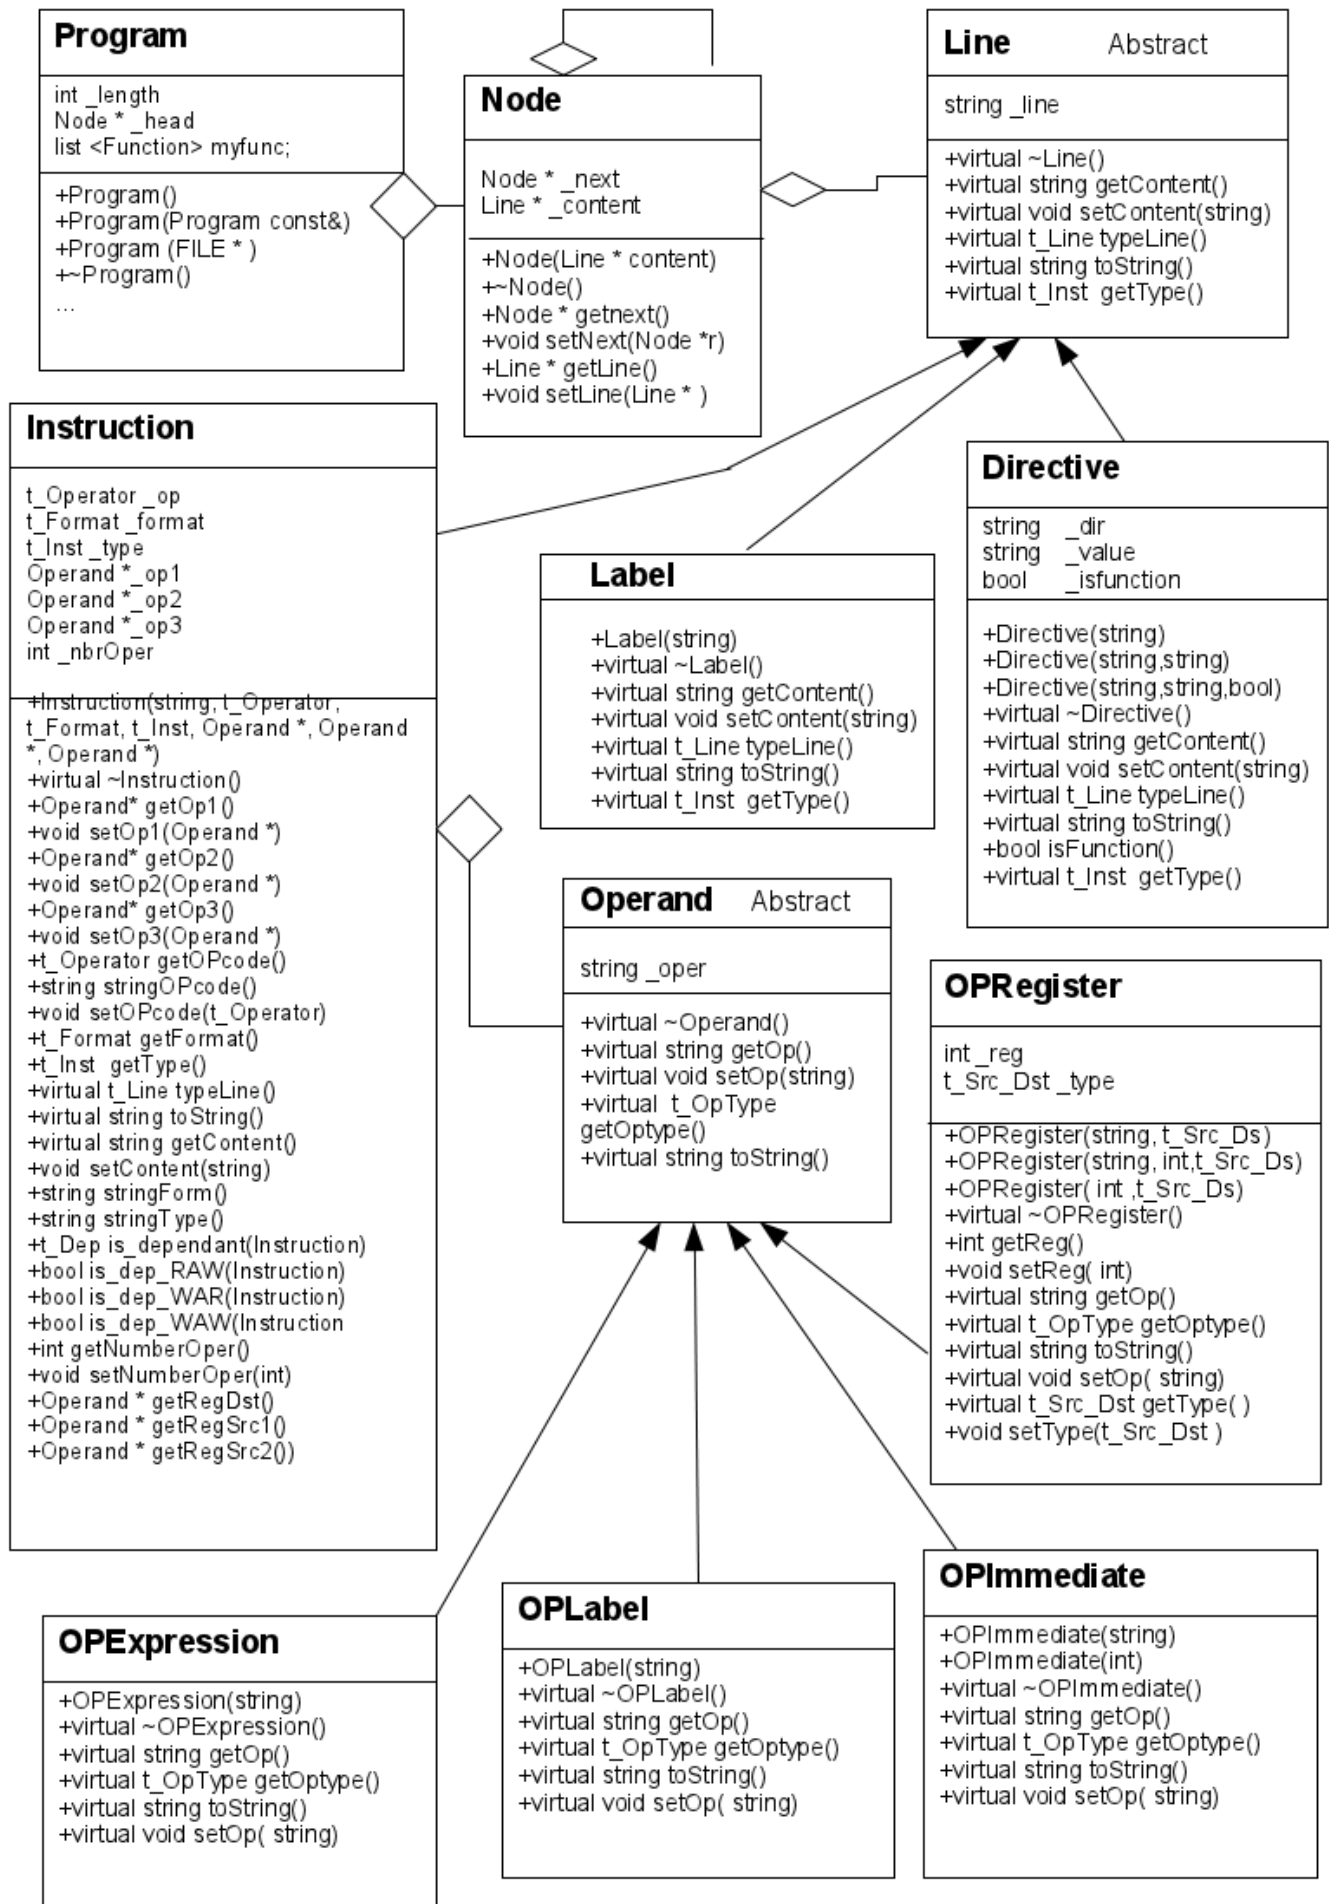 Program
int _length
Node * _head
list <Function> myfunc;
+Program()
+Program(Program const&)
+Program (FILE * )
+~Program()
...
Node
Node * _next
Line * _content
+Node(Line * content)
+~Node()
+Node * getnext()
+void setNext(Node *r)
+Line * getLine()
+void setLine(Line * )
Line Abstract
string _line
+virtual ~Line()
+virtual string getContent()
+virtual void setContent(string)
+virtual t_Line typeLine()
+virtual string toString()
+virtual t_Inst getType()
Instruction
t_Operator _op
t_Format _format
t_Inst _type
Operand *_op1
Operand *_op2
Operand *_op3
int _nbrOper
+Instruction(string, t_Operator,
t_Format, t_Inst, Operand *, Operand
*, Operand *)
+virtual ~Instruction()
+Operand* getOp1()
+void setOp1(Operand *)
+Operand* getOp2()
+void setOp2(Operand *)
+Operand* getOp3()
+void setOp3(Operand *)
+t_Operator getOPcode()
+string stringOPcode()
+void setOPcode(t_Operator)
+t_Format getFormat()
+t_Inst getType()
+virtual t_Line typeLine()
+virtual string toString()
+virtual string getContent()
+void setContent(string)
+string stringForm()
+string stringType()
+t_Dep is_dependant(Instruction)
+bool is_dep_RAW(Instruction)
+bool is_dep_WAR(Instruction)
+bool is_dep_WAW(Instruction
+int getNumberOper()
+void setNumberOper(int)
+Operand * getRegDst()
+Operand * getRegSrc1()
+Operand * getRegSrc2())
Label
+Label(string)
+virtual ~Label()
+virtual string getContent()
+virtual void setContent(string)
+virtual t_Line typeLine()
+virtual string toString()
+virtual t_Inst getType()
Directive
string _dir
string _value
bool _isfunction
+Directive(string)
+Directive(string,string)
+Directive(string,string,bool)
+virtual ~Directive()
+virtual string getContent()
+virtual void setContent(string)
+virtual t_Line typeLine()
+virtual string toString()
+bool isFunction()
+virtual t_Inst getType()
Operand Abstract
string _oper
+virtual ~Operand()
+virtual string getOp()
+virtual void setOp(string)
+virtual t_OpType
getOptype()
+virtual string toString()
OPRegister
int _reg
t_Src_Dst _type
+OPRegister(string, t_Src_Ds)
+OPRegister(string, int,t_Src_Ds)
+OPRegister( int ,t_Src_Ds)
+virtual ~OPRegister()
+int getReg()
+void setReg( int)
+virtual string getOp()
+virtual t_OpType getOptype()
+virtual string toString()
+virtual void setOp( string)
+virtual t_Src_Dst getType( )
+void setType(t_Src_Dst )
OPExpression
+OPExpression(string)
+virtual ~OPExpression()
+virtual string getOp()
+virtual t_OpType getOptype()
+virtual string toString()
+virtual void setOp( string)
OPLabel
+OPLabel(string)
+virtual ~OPLabel()
+virtual string getOp()
+virtual t_OpType getOptype()
+virtual string toString()
+virtual void setOp( string)
OPImmediate
+OPImmediate(string)
+OPImmediate(int)
+virtual ~OPImmediate()
+virtual string getOp()
+virtual t_OpType getOptype()
+virtual string toString()
+virtual void setOp( string)